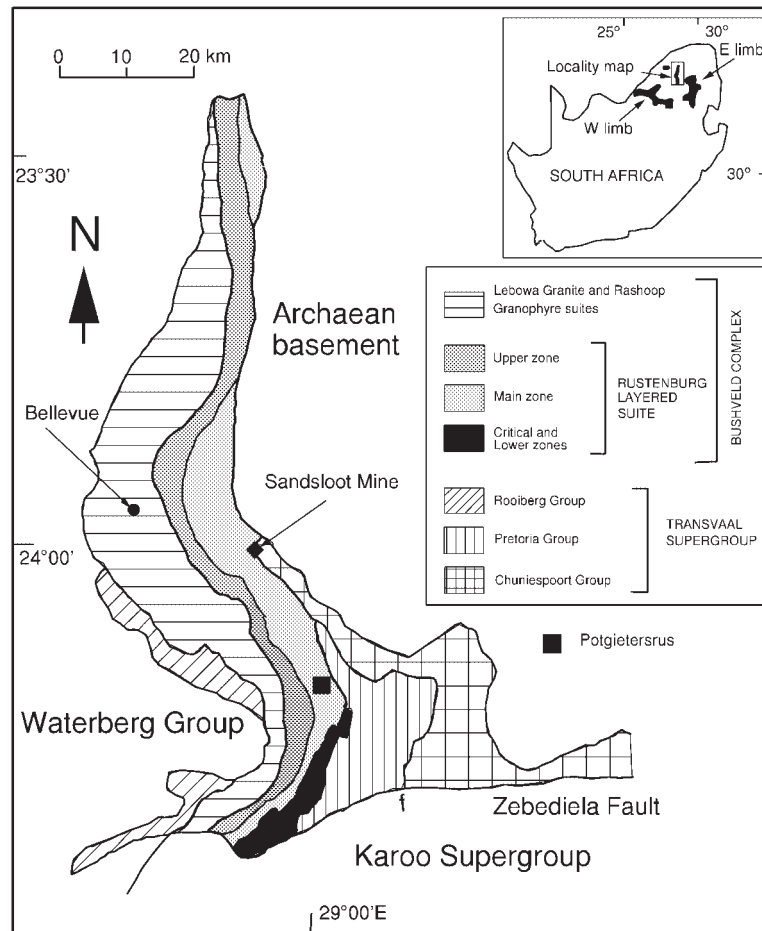 0 10 20 km
25° 30°
E limb
Locality map
W limb
SOUTH AFRICA
30°
23°30'
N
Archaean
basement
Bellevue
Sandsloot Mine
24°00'
Lebowa Granite and Rashoop
Granophyre suites
Upper zone
Main zone
Critical and
Lower zones
RUSTENBURG
LAYERED
SUITE
BUSHVELD COMPLEX
Rooiberg Group
Pretoria Group
Chuniespoort Group
TRANSVAAL
SUPERGROUP
Potgietersrus
Waterberg Group
f
Zebediela Fault
Karoo Supergroup
29°00'E